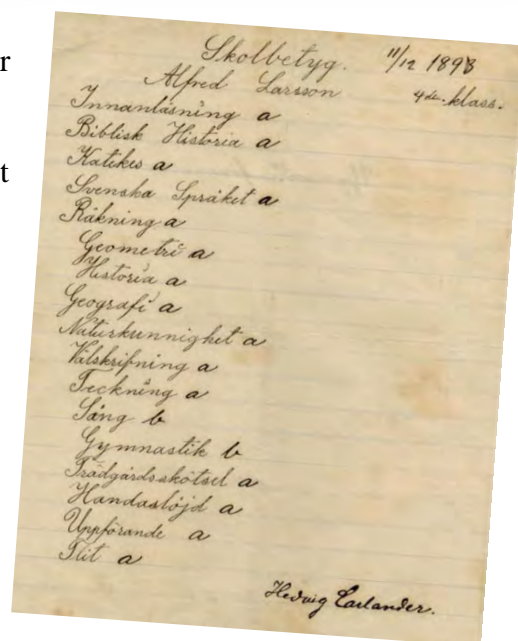 r
t
Skolbetyg. 11/12 1898
Alfred Larsson 4de. klass.
Innanläsning a
Biblisk Historia a
Katikes a
Svenska Språket a
Räkning a
Geometri a
Historia a
Geografi a
Naturkunnighet a
Välskrifning a
Teckning a
Sång b
Gymnastik b
Trädgårdsskötsel a
Handaslöjd a
Uppförande a
Flit a
Hedvig Carlander.